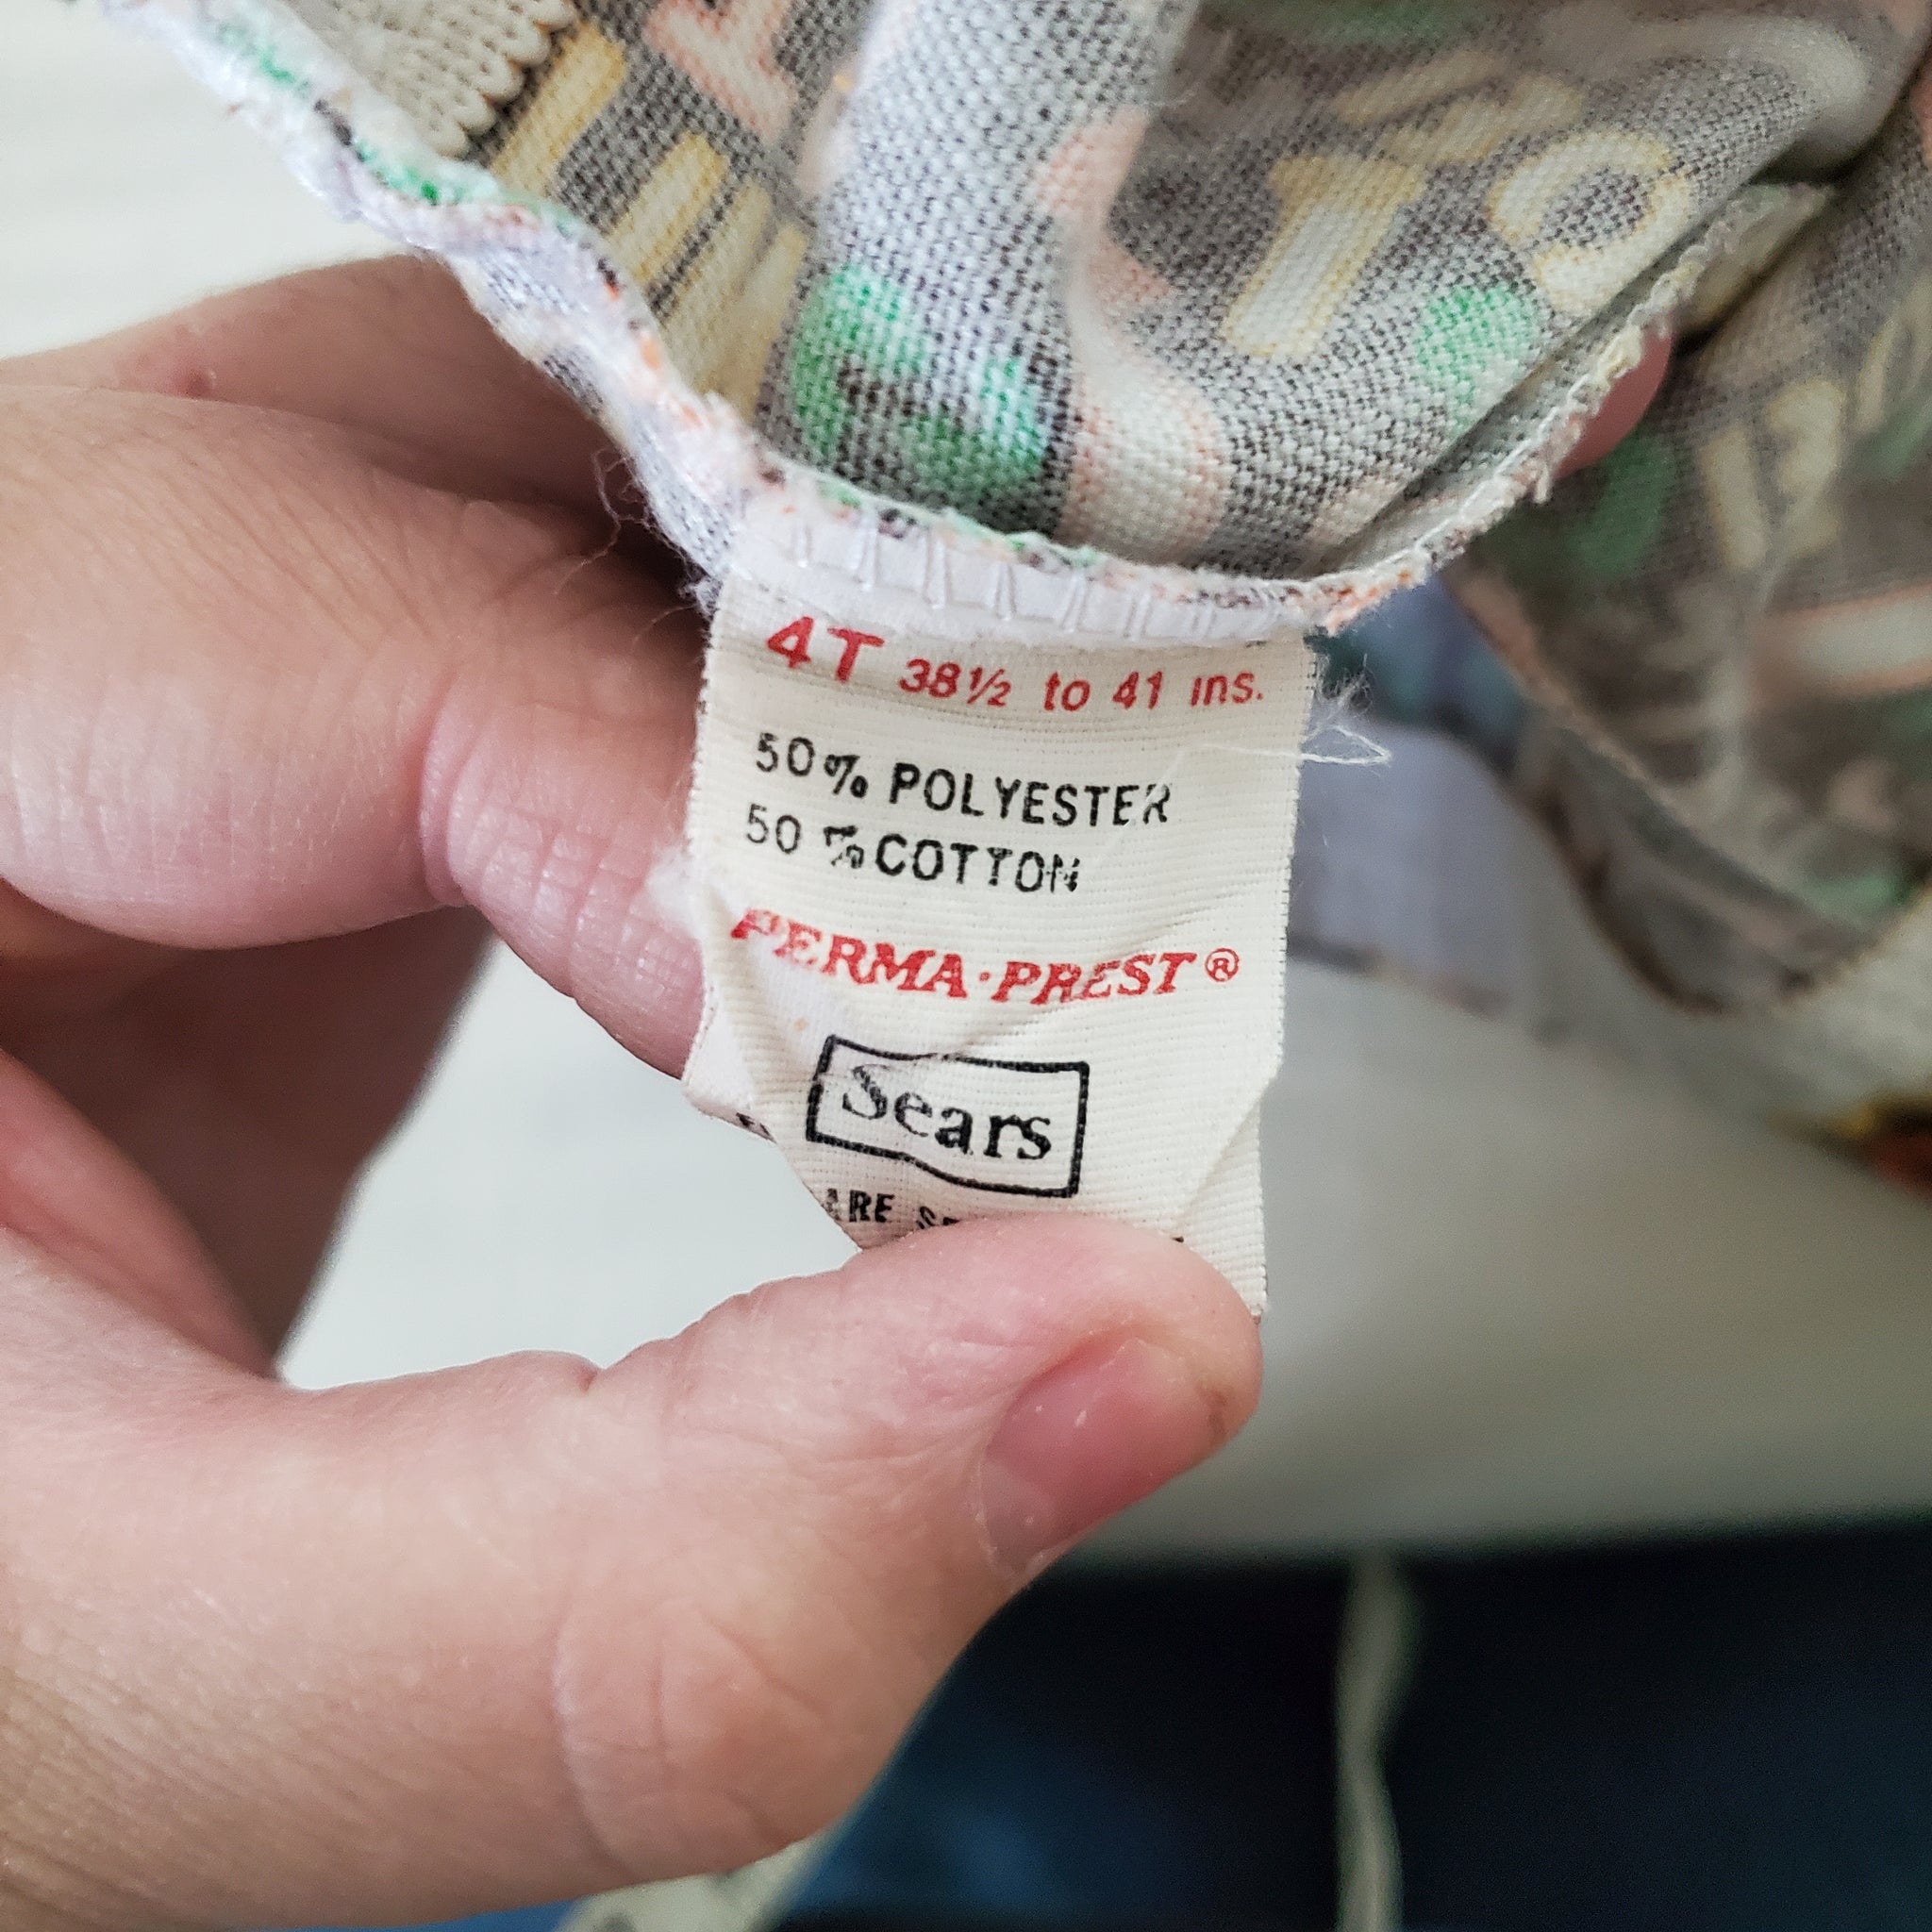 4T 38½ to 41 ins.
50% POLYESTER
50% COTTON
PERMA·PREST®
Sears